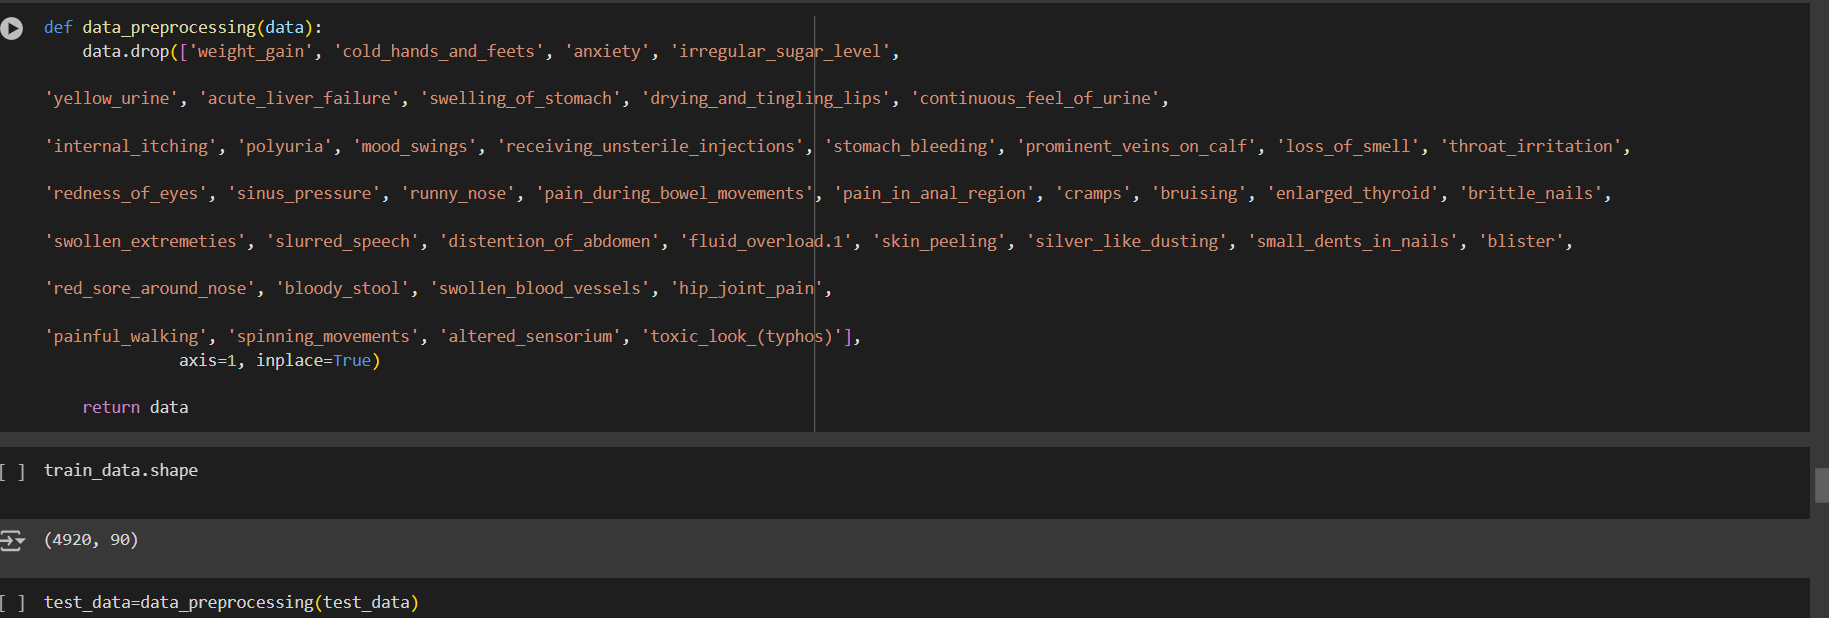 def data_preprocessing(data):
data.drop(['weight_gain', 'cold_hands_and_feets', 'anxiety', 'irregular_sugar_level',
'yellow_urine', 'acute_liver_failure', 'swelling_of_stomach', 'drying_and_tingling_lips', 'continuous_feel_of_urine',
'internal_itching', 'polyuria', 'mood_swings', 'receiving_unsterile_injections', 'stomach_bleeding', 'prominent_veins_on_calf', 'loss_of_smell', 'throat_irritation',
'redness_of_eyes', 'sinus_pressure', 'runny_nose', 'pain_during_bowel_movements', 'pain_in_anal_region', 'cramps', 'bruising', 'enlarged_thyroid', 'brittle_nails',
'swollen_extremeties', 'slurred_speech', 'distention_of_abdomen', 'fluid_overload.1', 'skin_peeling', 'silver_like_dusting', 'small_dents_in_nails', 'blister',
'red_sore_around_nose', 'bloody_stool', 'swollen_blood_vessels', 'hip_joint_pain',
'painful_walking', 'spinning_movements', 'altered_sensorium', 'toxic_look_(typhos)'],
axis=1, inplace=True)
return data
[ ] train_data.shape
(4920, 90)
[ ] test_data=data_preprocessing(test_data)